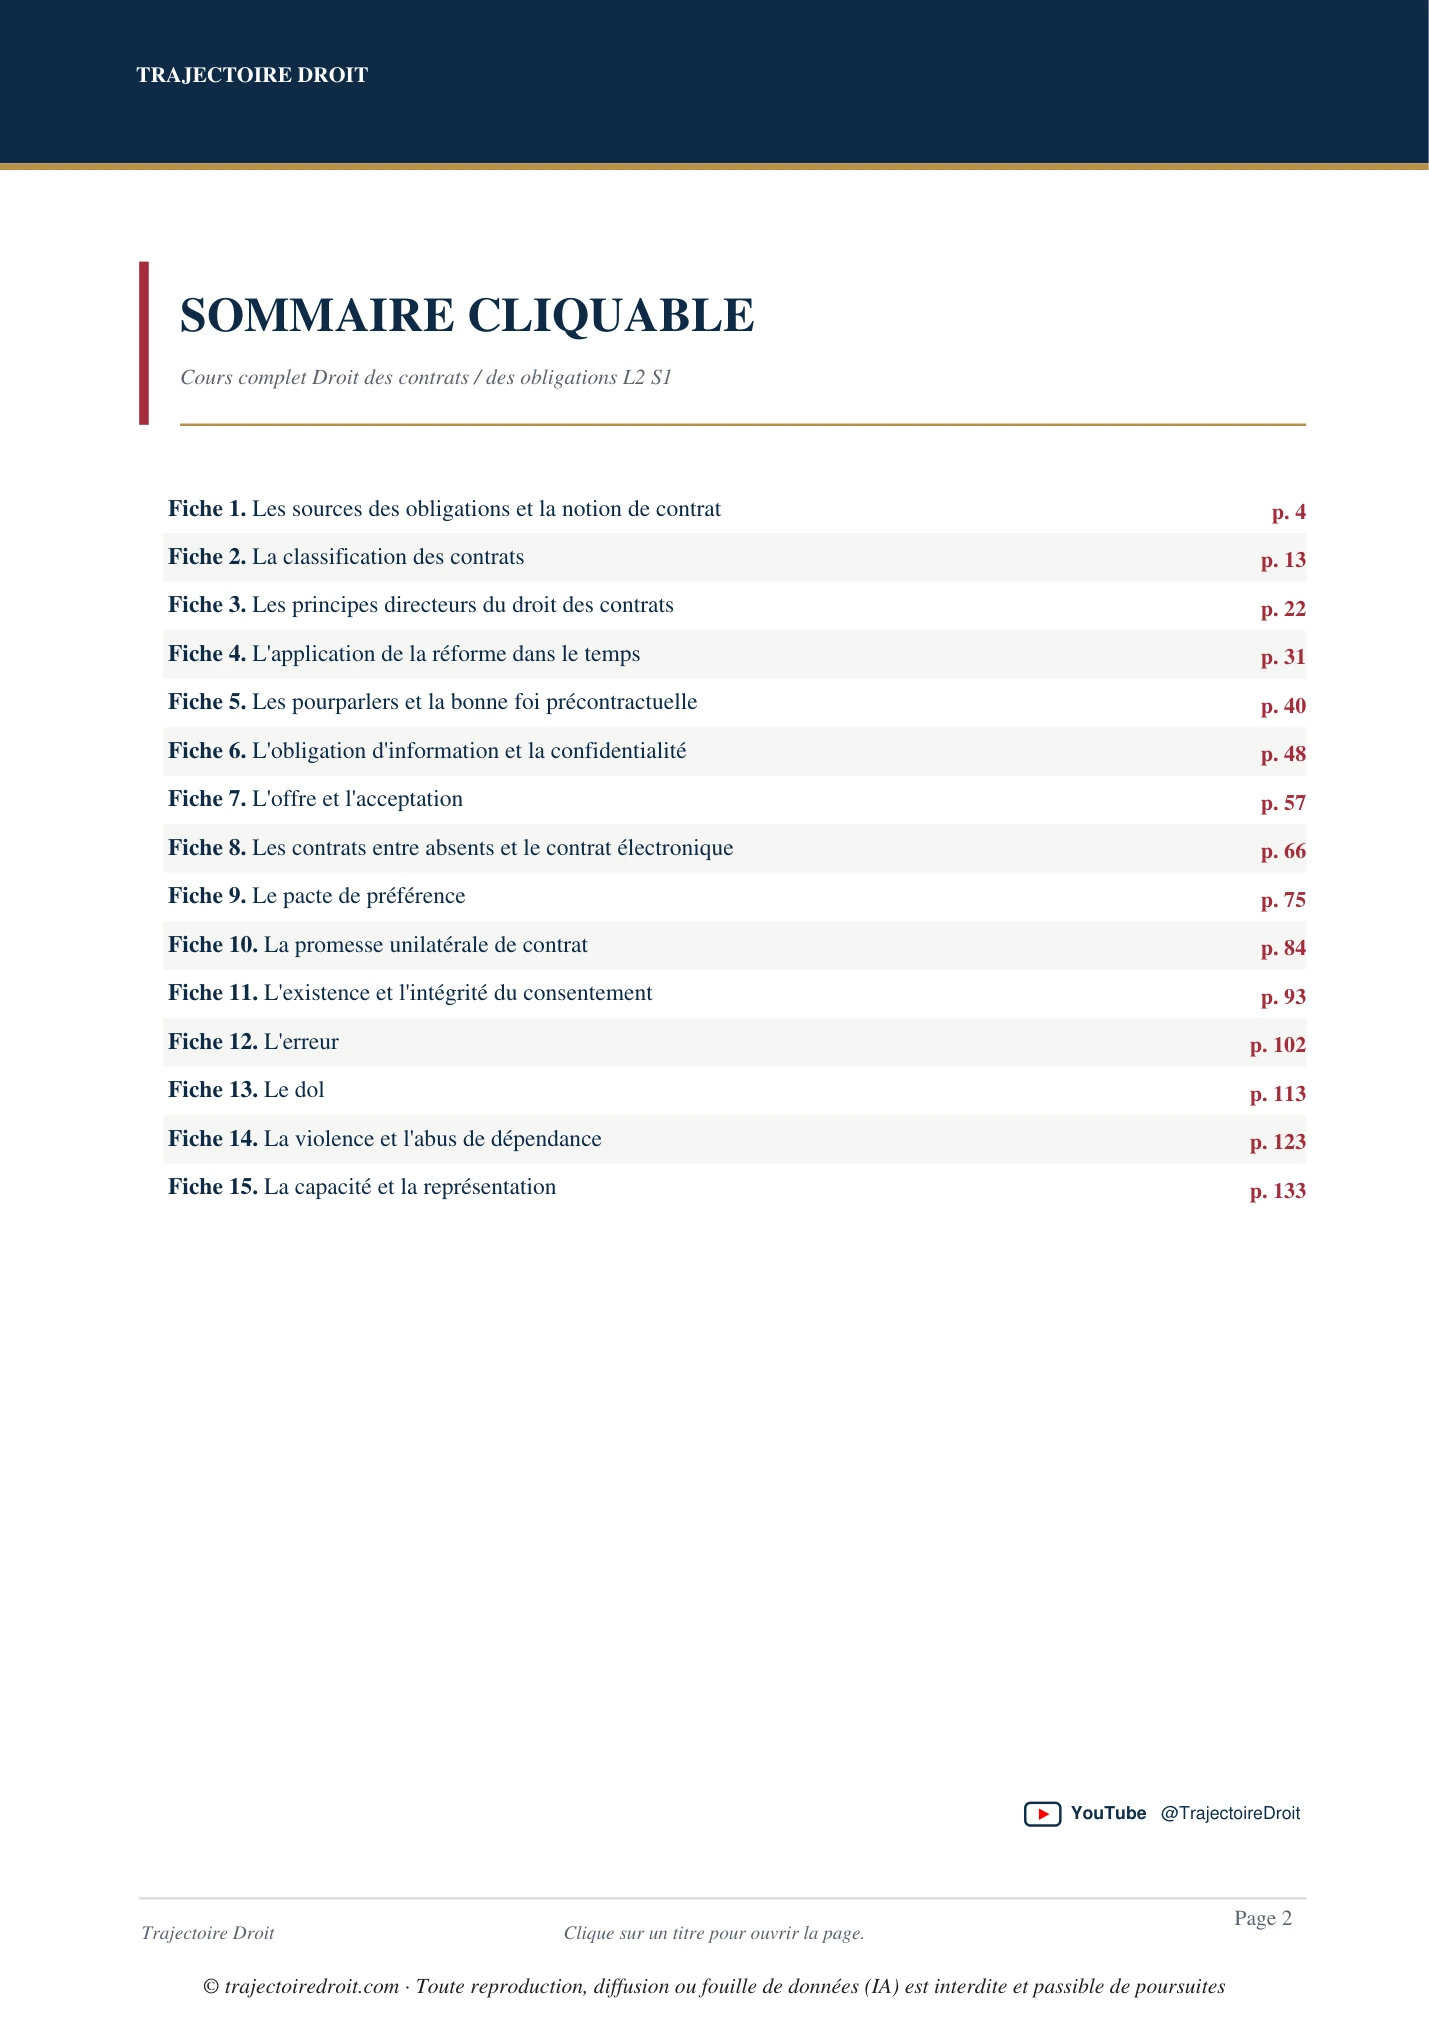 TRAJECTOIRE DROIT
SOMMAIRE CLIQUABLE
Cours complet Droit des contrats / des obligations L2 S1
Fiche 1. Les sources des obligations et la notion de contrat p. 4
Fiche 2. La classification des contrats p. 13
Fiche 3. Les principes directeurs du droit des contrats p. 22
Fiche 4. L'application de la réforme dans le temps p. 31
Fiche 5. Les pourparlers et la bonne foi précontractuelle p. 40
Fiche 6. L'obligation d'information et la confidentialité p. 48
Fiche 7. L'offre et l'acceptation p. 57
Fiche 8. Les contrats entre absents et le contrat électronique p. 66
Fiche 9. Le pacte de préférence p. 75
Fiche 10. La promesse unilatérale de contrat p. 84
Fiche 11. L'existence et l'intégrité du consentement p. 93
Fiche 12. L'erreur p. 102
Fiche 13. Le dol p. 113
Fiche 14. La violence et l'abus de dépendance p. 123
Fiche 15. La capacité et la représentation p. 133
YouTube @TrajectoireDroit
Trajectoire Droit Clique sur un titre pour ouvrir la page. Page 2
© trajectoiredroit.com · Toute reproduction, diffusion ou fouille de données (IA) est interdite et passible de poursuites